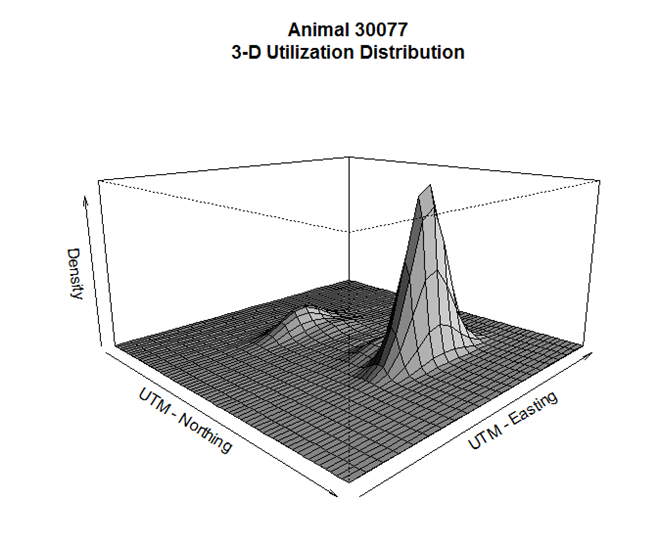 Animal 30077
3-D Utilization Distribution
Density
UTM - Northing
UTM - Easting